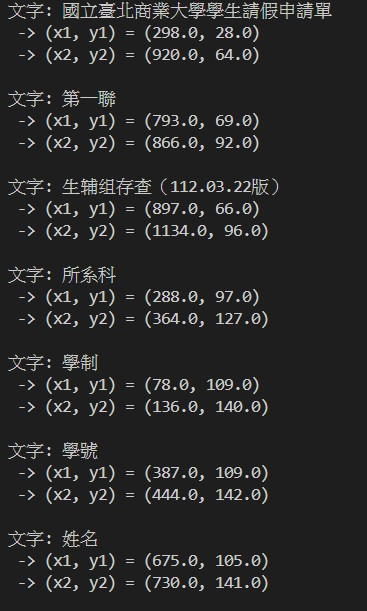 文字: 國立臺北商業大學學生請假申請單
-> (x1, y1) = (298.0, 28.0)
-> (x2, y2) = (920.0, 64.0)
文字: 第一聯
-> (x1, y1) = (793.0, 69.0)
-> (x2, y2) = (866.0, 92.0)
文字: 生辅组存查（112.03.22版）
-> (x1, y1) = (897.0, 66.0)
-> (x2, y2) = (1134.0, 96.0)
文字: 所系科
-> (x1, y1) = (288.0, 97.0)
-> (x2, y2) = (364.0, 127.0)
文字: 學制
-> (x1, y1) = (78.0, 109.0)
-> (x2, y2) = (136.0, 140.0)
文字: 學號
-> (x1, y1) = (387.0, 109.0)
-> (x2, y2) = (444.0, 142.0)
文字: 姓名
-> (x1, y1) = (675.0, 105.0)
-> (x2, y2) = (730.0, 141.0)